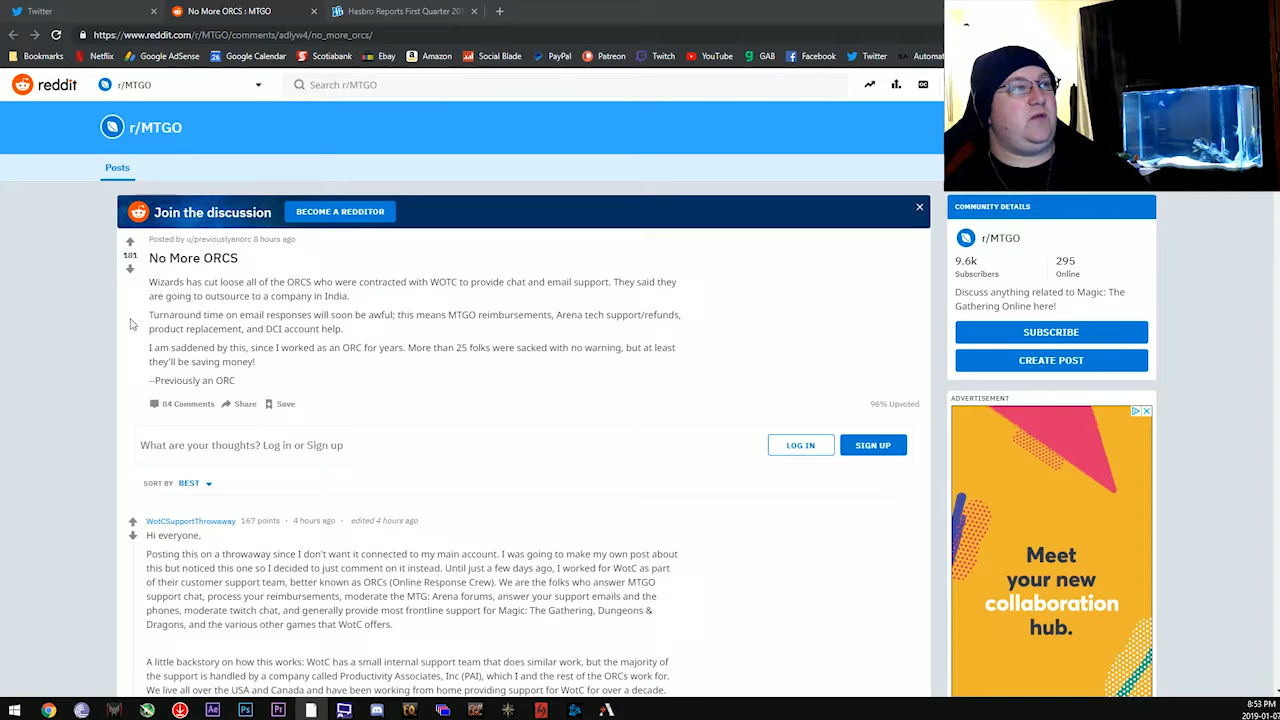 Twitter
No More ORCS : MTGO
Hasbro Reports First Quarter 201
https://www.reddit.com/r/MTGO/comments/adlyw4/no_more_orcs/
Bookmarks Netflix Google AdSense Google Calendar Scotiabank Ebay Amazon Social Blade PayPal Patreon Twitch YouTube GAB Facebook Twitter Automat
reddit r/MTGO Search r/MTGO
r/MTGO
Posts
Join the discussion BECOME A REDDITOR
Posted by u/previouslyanorc 8 hours ago
181
No More ORCS
Wizards has cut loose all of the ORCS who were contracted with WOTC to provide chat and email support. They said they
are going to outsource to a company in India.
Turnaround time on email responses will soon be awful; this means MTGO reimbursements, Arena tech support/refunds,
product replacement, and DCI account help.
I am saddened by this, since I worked as an ORC for years. More than 25 folks were sacked with no warning, but at least
they'll be saving money!
--Previously an ORC
84 Comments Share Save 96% Upvoted
What are your thoughts? Log in or Sign up LOG IN SIGN UP
SORT BY BEST
WotCSupportThrowaway 167 points · 4 hours ago · edited 4 hours ago
Hi everyone,
Posting this on a throwaway since I don't want it connected to my main account. I was going to make my own post about
this but noticed this one so I decided to just comment on it instead. Until just a few days ago, I worked for WotC as part
of their customer support team, better known as ORCs (Online Response Crew). We are the folks who answer MTGO
support chat, process your reimbursements, moderate the MTG: Arena forums, answer your support emails and the
phones, moderate twitch chat, and generally provide most frontline support for Magic: The Gathering, Dungeons &
Dragons, and the various other games that WotC offers.
A little backstory on how this works: WotC has a small internal support team that does similar work, but the majority of
the support is handled by a company called Productivity Associates, Inc (PAI), which I and the rest of the ORCs work for.
We live all over the USA and Canada and have been working from home providing support for WotC for over a decade.
COMMUNITY DETAILS
r/MTGO
9.6k 295
Subscribers Online
Discuss anything related to Magic: The
Gathering Online here!
SUBSCRIBE
CREATE POST
ADVERTISEMENT
Meet
your new
collaboration
hub.
8:53 PM